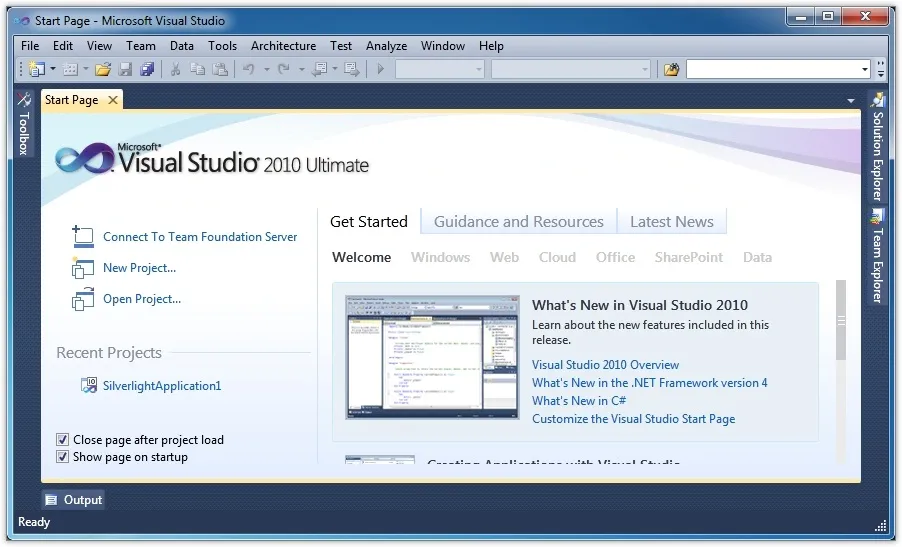 Start Page - Microsoft Visual Studio
File Edit View Team Data Tools Architecture Test Analyze Window Help
Start Page
Toolbox
Solution Explorer
Team Explorer
Microsoft®
Visual Studio® 2010 Ultimate
Connect To Team Foundation Server
New Project...
Open Project...
Recent Projects
SilverlightApplication1
Close page after project load
Show page on startup
Get Started Guidance and Resources Latest News
Welcome Windows Web Cloud Office SharePoint Data
What's New in Visual Studio 2010
Learn about the new features included in this
release.
Visual Studio 2010 Overview
What's New in the .NET Framework version 4
What's New in C#
Customize the Visual Studio Start Page
Creating Applications with Visual Studio
Output
Ready